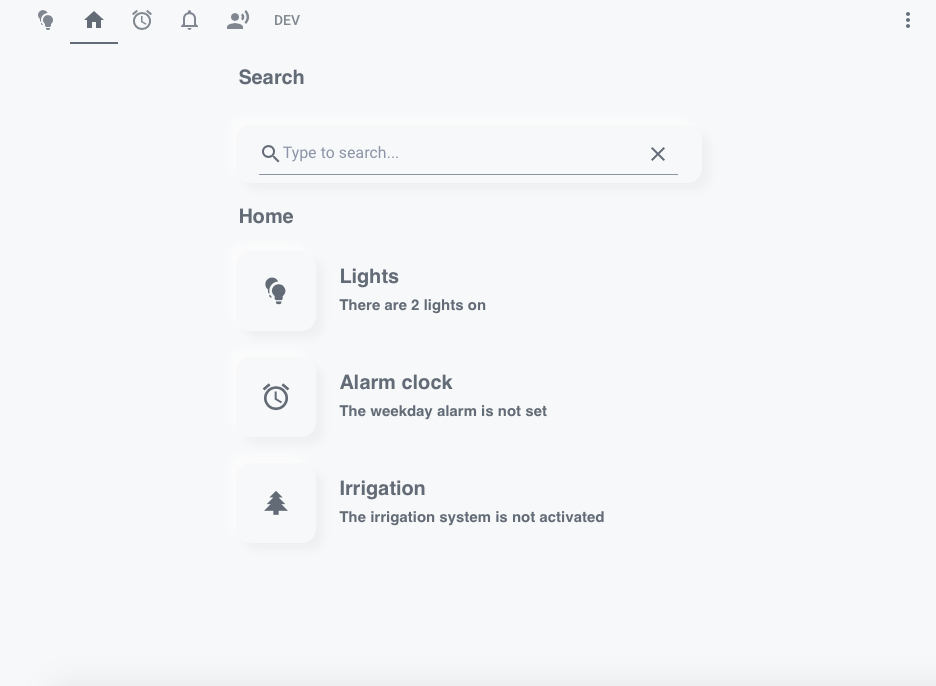 DEV
Search
Type to search...
Home
Lights
There are 2 lights on
Alarm clock
The weekday alarm is not set
Irrigation
The irrigation system is not activated